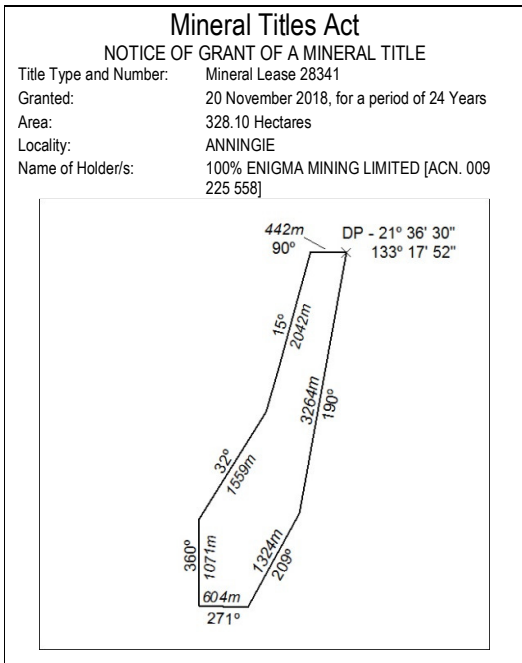 Mineral Titles Act
NOTICE OF GRANT OF A MINERAL TITLE
Title Type and Number: Mineral Lease 28341
Granted: 20 November 2018, for a period of 24 Years
Area: 328.10 Hectares
Locality: ANNINGIE
Name of Holder/s: 100% ENIGMA MINING LIMITED [ACN. 009
225 558]
442m
90º
DP - 21º 36' 30"
133º 17' 52"
15º
2042m
3264m
190º
32º
1559m
360º
1071m
1324m
209º
604m
271º